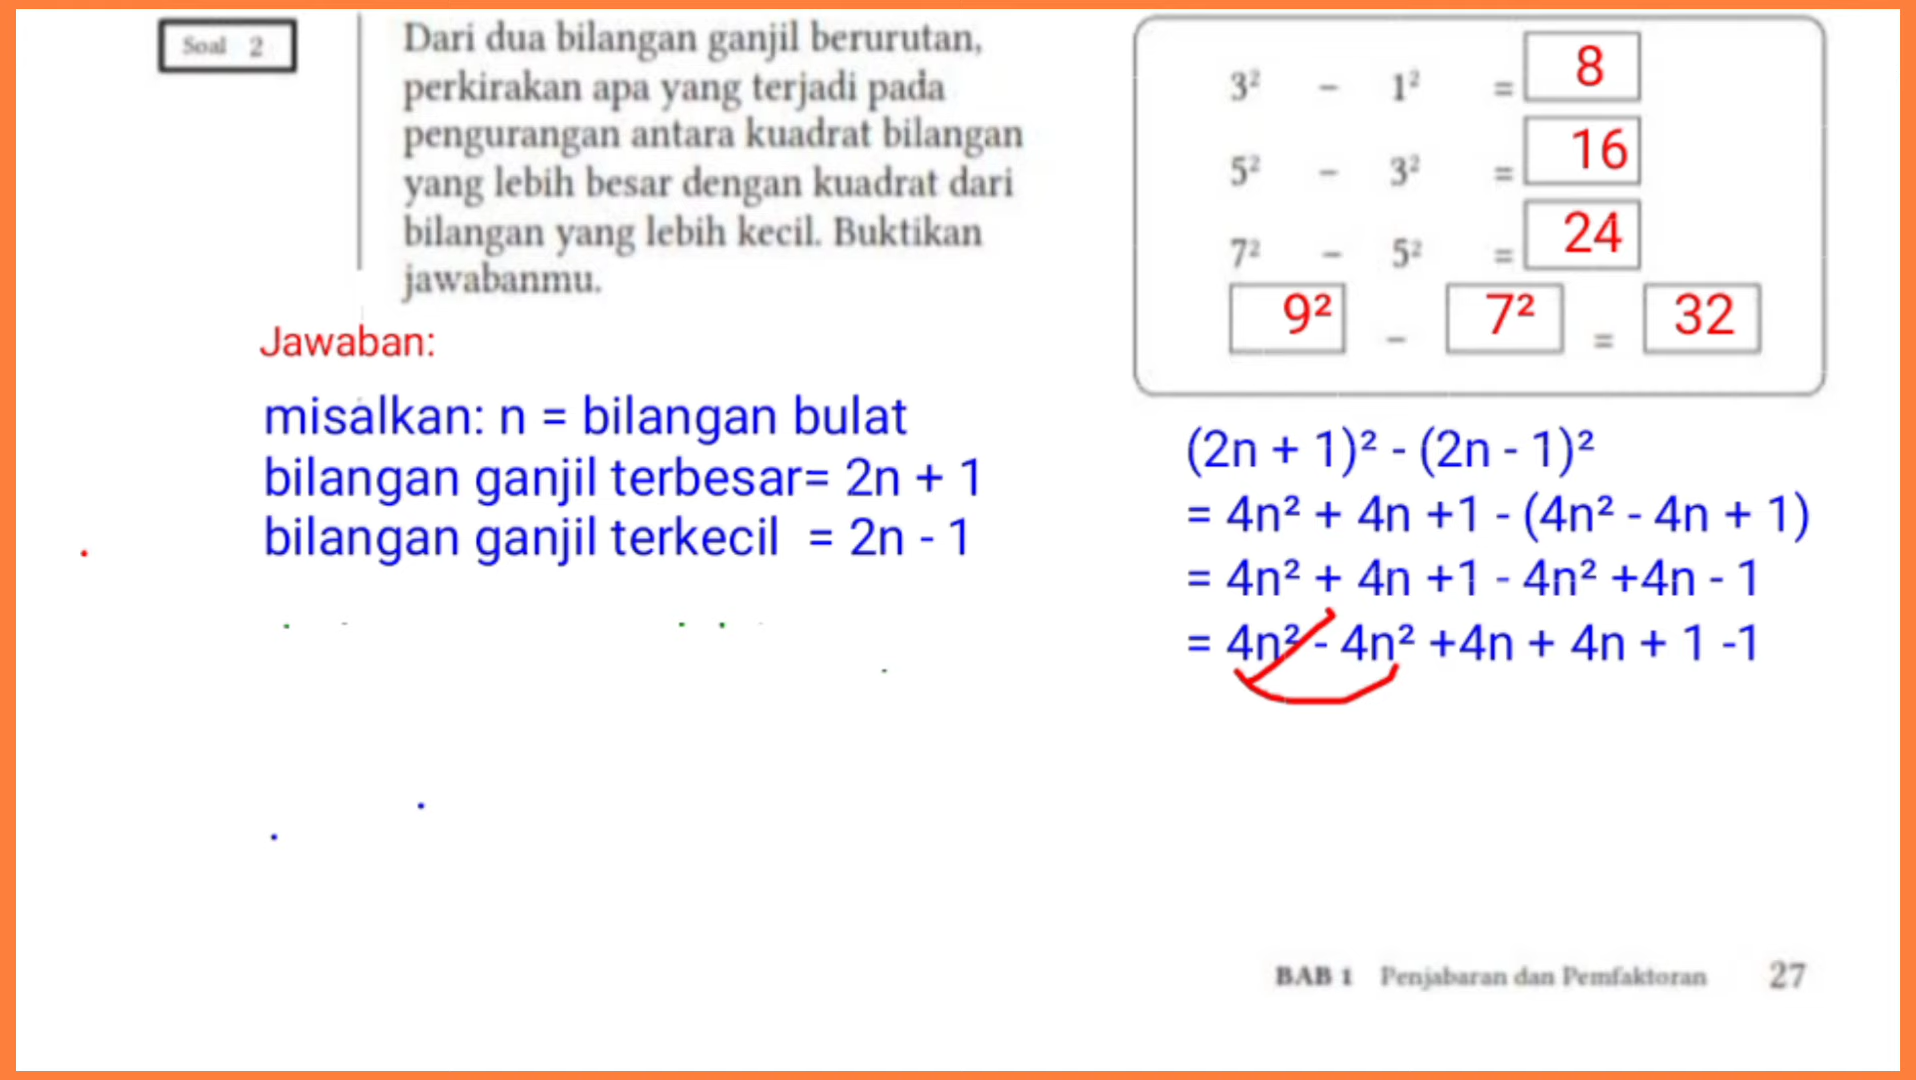 Soal 2
Dari dua bilangan ganjil berurutan,
perkirakan apa yang terjadi pada
pengurangan antara kuadrat bilangan
yang lebih besar dengan kuadrat dari
bilangan yang lebih kecil. Buktikan
jawabanmu.
3² - 1² = 8
5² - 3² = 16
7² - 5² = 24
9² - 7² = 32
Jawaban:
misalkan: n = bilangan bulat
bilangan ganjil terbesar= 2n + 1
bilangan ganjil terkecil = 2n - 1
(2n + 1)² - (2n - 1)²
= 4n² + 4n +1 - (4n² - 4n + 1)
= 4n² + 4n +1 - 4n² +4n - 1
= 4n² - 4n² +4n + 4n + 1 -1
BAB 1 Penjabaran dan Pemfaktoran 27